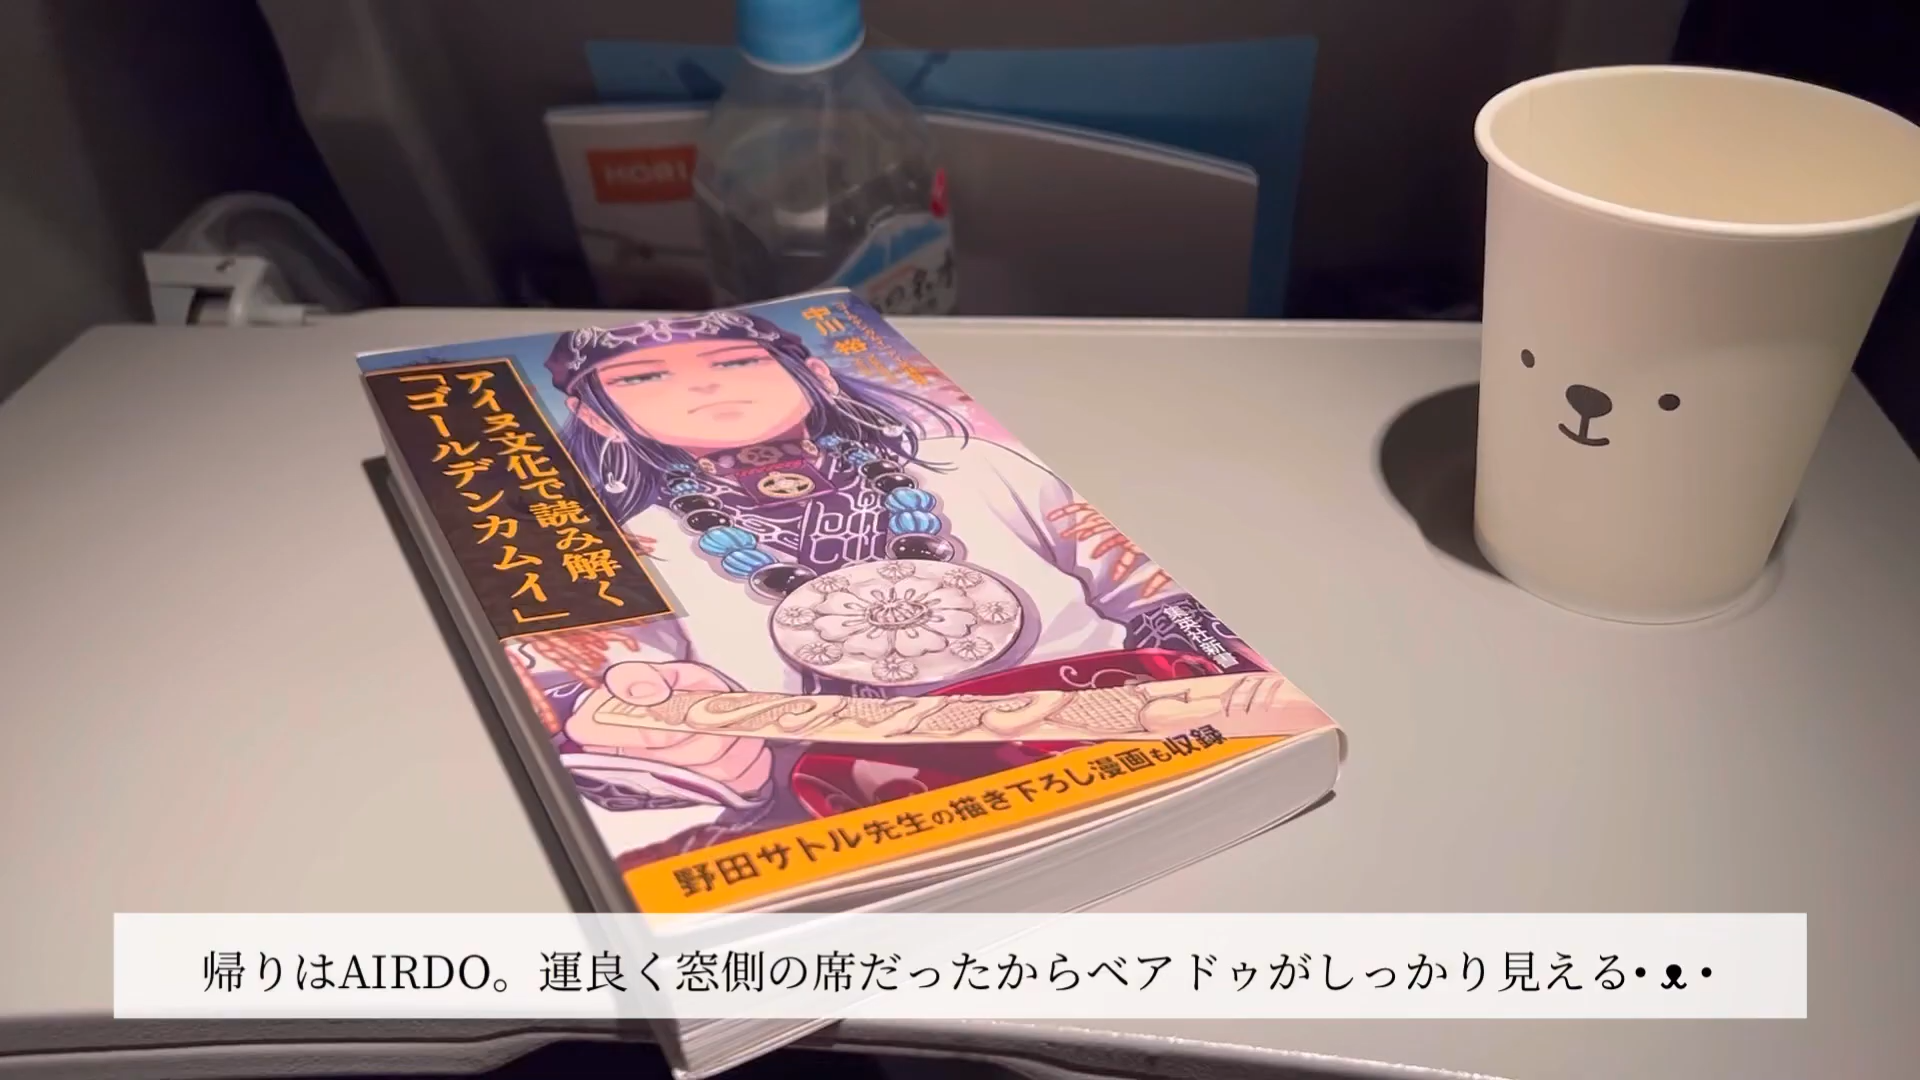 アイヌ文化で読み解く
「ゴールデンカムイ」
中川 裕
集英社新書
野田サトル先生の描き下ろし漫画も収録
帰りはAIRDO。運良く窓側の席だったからベアドゥがしっかり見える･ᴥ･